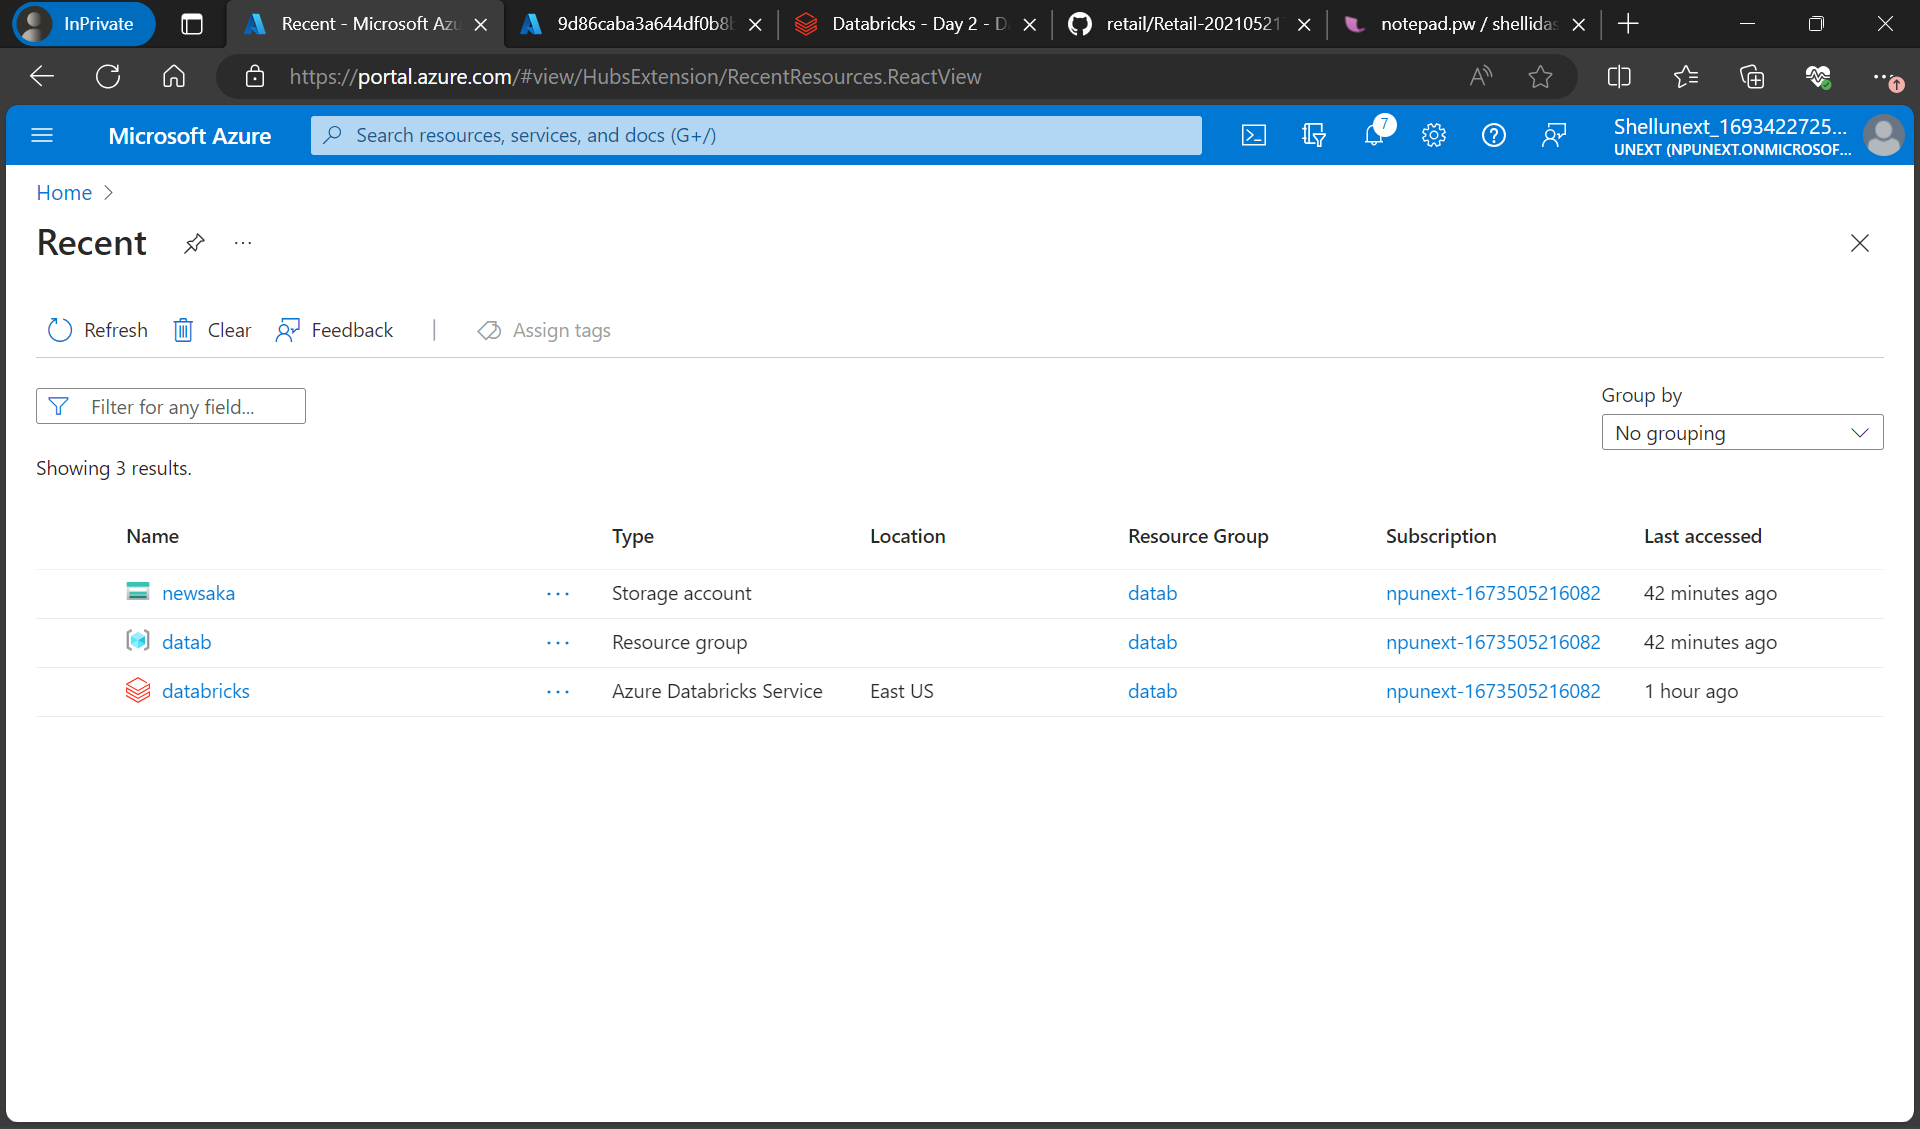 InPrivate
Recent - Microsoft Azu
9d86caba3a644df0b8b
Databricks - Day 2 - D
retail/Retail-20210521
notepad.pw / shellidas
https://portal.azure.com/#view/HubsExtension/RecentResources.ReactView
Microsoft Azure
Search resources, services, and docs (G+/)
7
Shellunext_1693422725...
UNEXT (NPUNEXT.ONMICROSOF...
Home
Recent
Refresh
Clear
Feedback
Assign tags
Filter for any field...
Group by
No grouping
Showing 3 results.
Name Type Location Resource Group Subscription Last accessed
newsaka ... Storage account datab npunext-1673505216082 42 minutes ago
datab ... Resource group datab npunext-1673505216082 42 minutes ago
databricks ... Azure Databricks Service East US datab npunext-1673505216082 1 hour ago